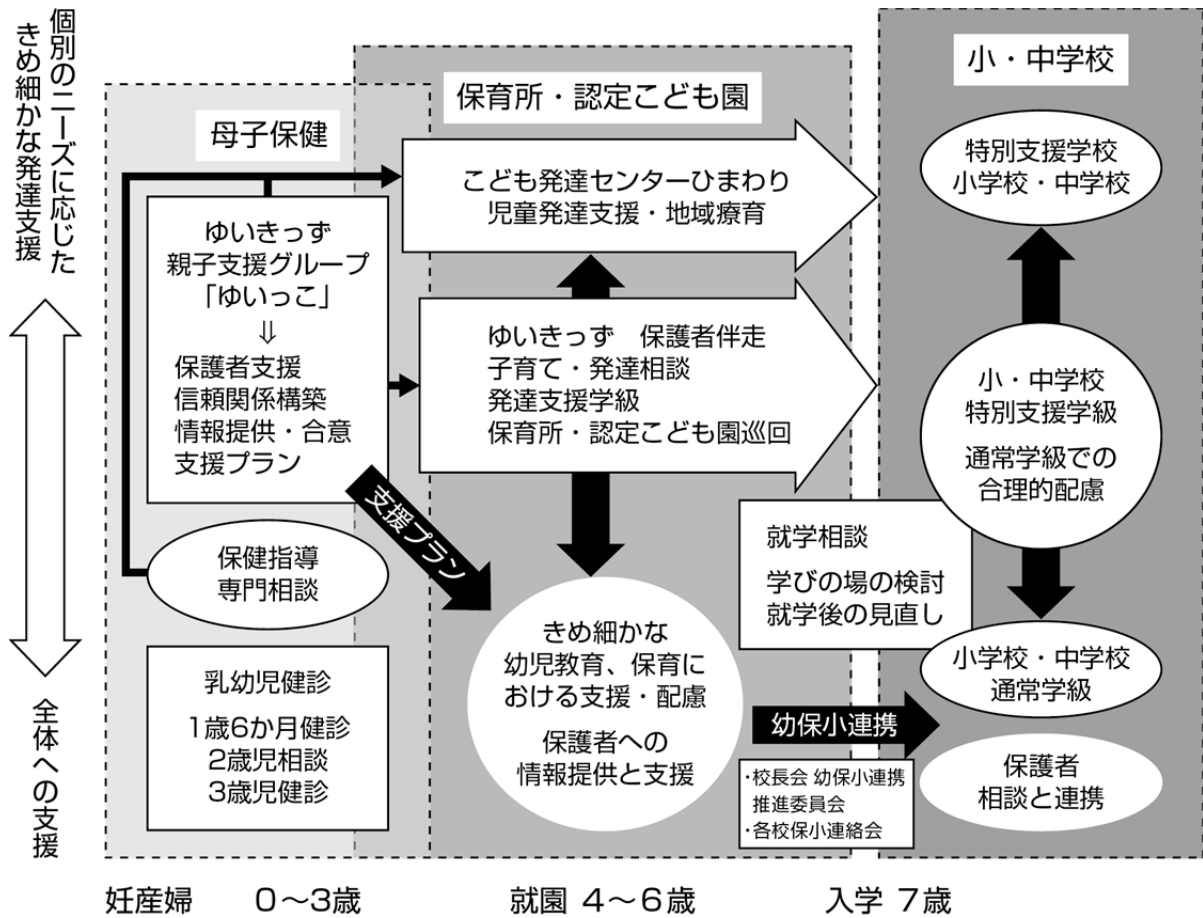 個別のニーズに応じた
きめ細かな発達支援
全体への支援
母子保健
ゆいきっず
親子支援グループ
「ゆいっこ」
⇓
保護者支援
信頼関係構築
情報提供・合意
支援プラン
保健指導
専門相談
乳幼児健診
1歳6か月健診
2歳児相談
3歳児健診
保育所・認定こども園
こども発達センターひまわり
児童発達支援・地域療育
ゆいきっず　保護者伴走
子育て・発達相談
発達支援学級
保育所・認定こども園巡回
支援プラン
きめ細かな
幼児教育、保育に
おける支援・配慮
保護者への
情報提供と支援
就学相談
学びの場の検討
就学後の見直し
幼保小連携
・校長会 幼保小連携
推進委員会
・各校保小連絡会
小・中学校
特別支援学校
小学校・中学校
小・中学校
特別支援学級
通常学級での
合理的配慮
小学校・中学校
通常学級
保護者
相談と連携
妊産婦　0～3歳　就園 4～6歳　入学 7歳